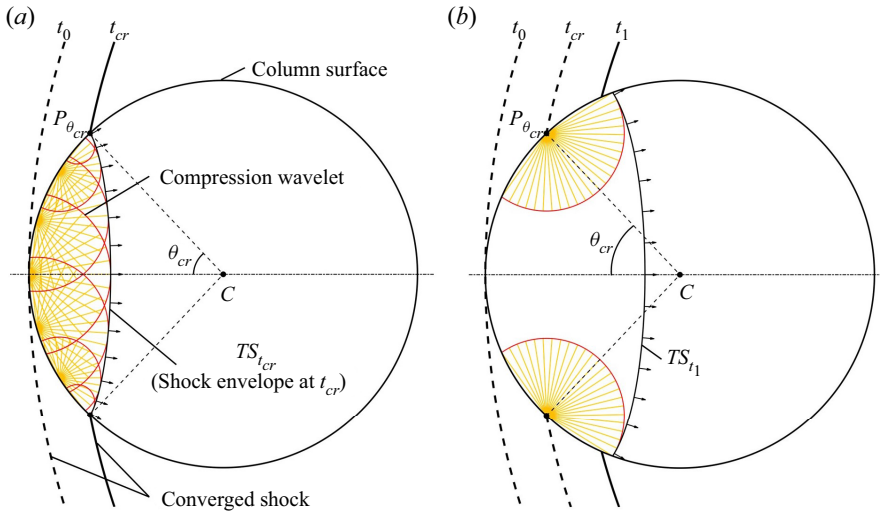 (a)
t0
tcr
Column surface
Pθcr
Compression wavelet
θcr
C
TStcr
(Shock envelope at tcr)
Converged shock
(b)
t0
tcr
t1
Pθcr
θcr
C
TSt1